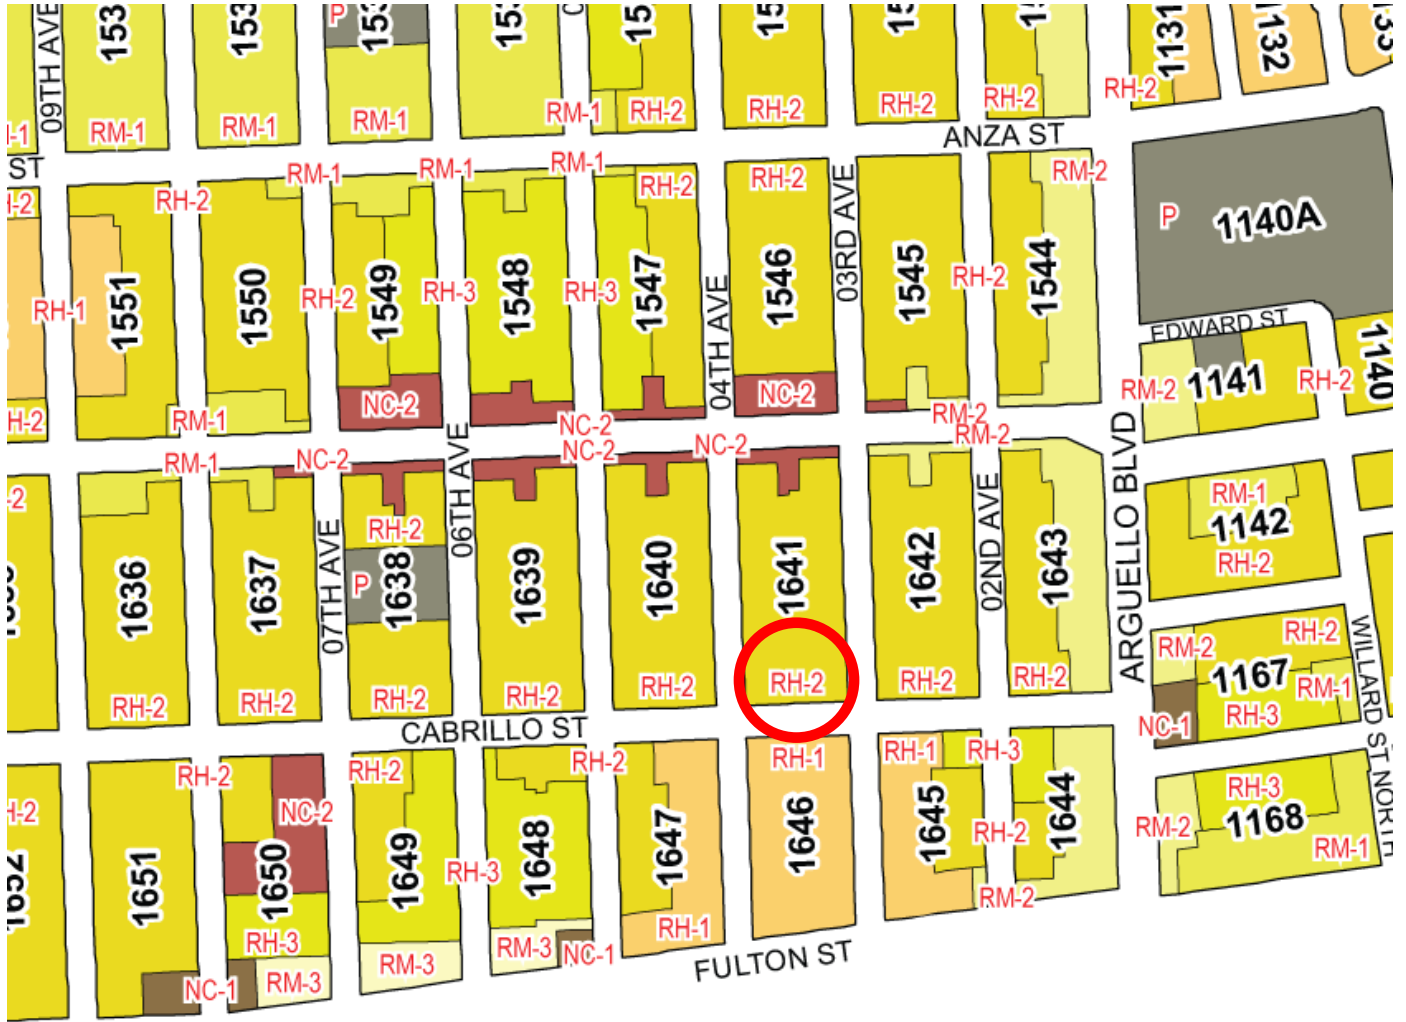 09TH AVE
P
RM-1
RM-1
RM-1
RM-1
RH-2
RH-2
RH-2
RH-2
RH-2
1131
1132
ANZA ST
ST
RH-2
RM-1
RM-1
RM-1
RH-2
RH-2
03RD AVE
RM-2
P
1140A
RH-1
1551
1550
RH-2
1549
RH-3
1548
RH-3
1547
04TH AVE
1546
1545
RH-2
1544
EDWARD ST
RM-2
1141
RH-2
1140
NC-2
NC-2
RM-1
NC-2
RM-2
ARGUELLO BLVD
RM-1
NC-2
06TH AVE
NC-2
NC-2
RM-2
RM-1
1142
RH-2
1636
1637
07TH AVE
RH-2
P
1638
1639
1640
1641
1642
02ND AVE
1643
RH-2
RH-2
RH-2
RH-2
RH-2
RH-2
RH-2
RH-2
RM-2
RH-2
1167
RM-1
RH-3
NC-1
WILLARD ST NORTH
CABRILLO ST
RH-2
NC-2
RH-2
RH-2
RH-1
RH-1
RH-3
1651
1650
1649
RH-3
1648
1647
1646
1645
RH-2
1644
RM-2
RH-3
1168
RM-1
1652
RH-3
RM-3
NC-1
RM-3
RM-3
NC-1
RH-1
RM-2
FULTON ST